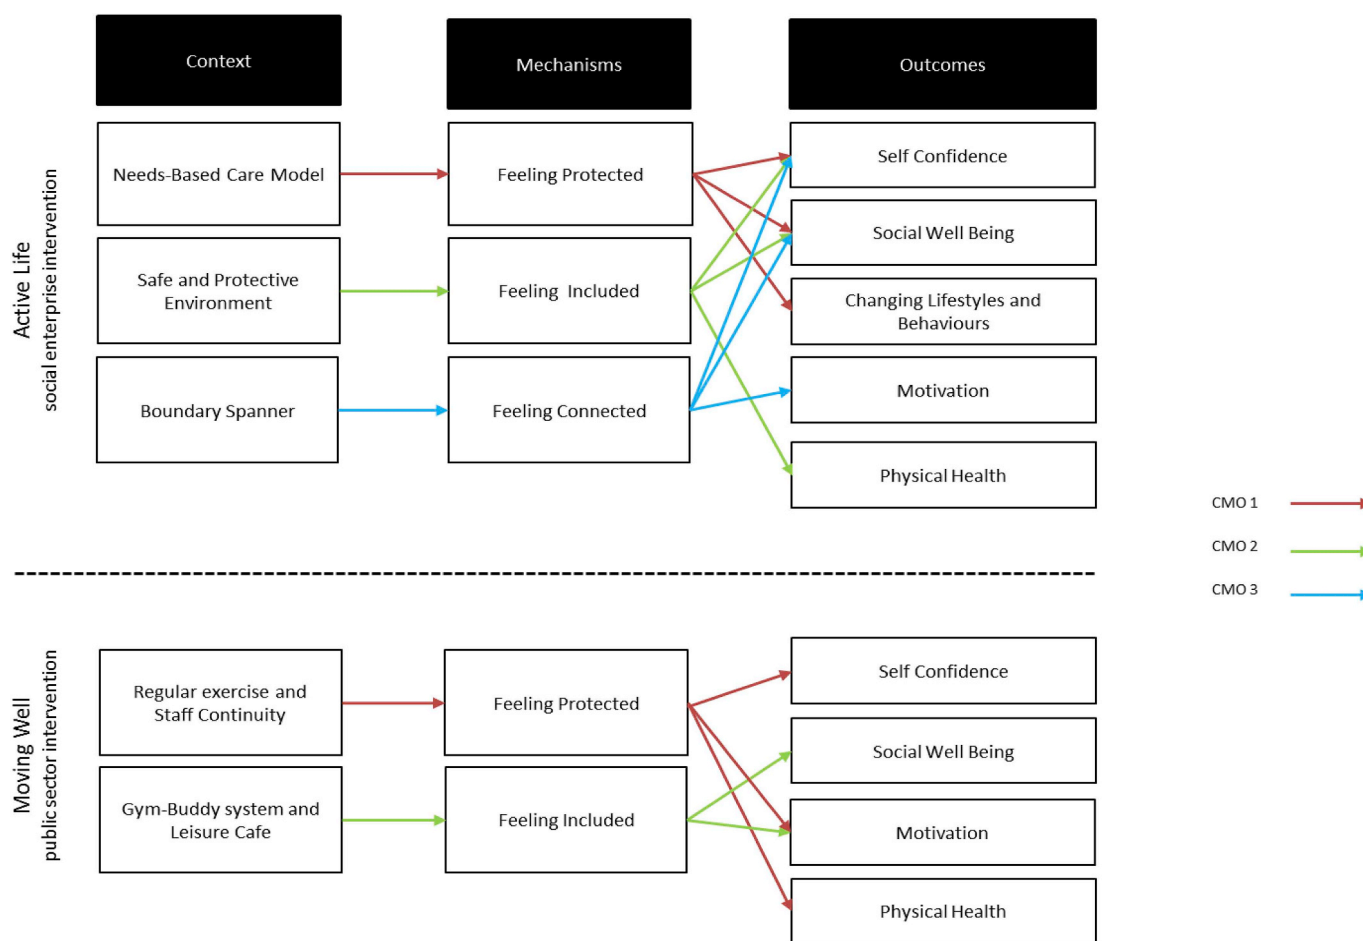 Context
Mechanisms
Outcomes
Active Life
social enterprise intervention
Needs-Based Care Model
Feeling Protected
Self Confidence
Social Well Being
Safe and Protective
Environment
Feeling Included
Changing Lifestyles and
Behaviours
Boundary Spanner
Feeling Connected
Motivation
Physical Health
CMO 1
CMO 2
CMO 3
Moving Well
public sector intervention
Regular exercise and
Staff Continuity
Feeling Protected
Self Confidence
Social Well Being
Gym-Buddy system and
Leisure Cafe
Feeling Included
Motivation
Physical Health